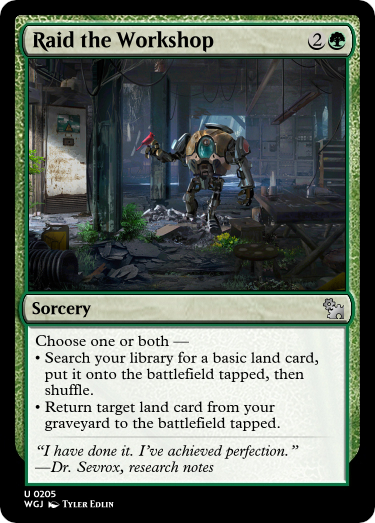 Raid the Workshop 2
Sorcery
Choose one or both —
• Search your library for a basic land card,
put it onto the battlefield tapped, then
shuffle.
• Return target land card from your
graveyard to the battlefield tapped.
“I have done it. I’ve achieved perfection.”
—Dr. Sevrox, research notes
U 0205
WGJ Tyler Edlin